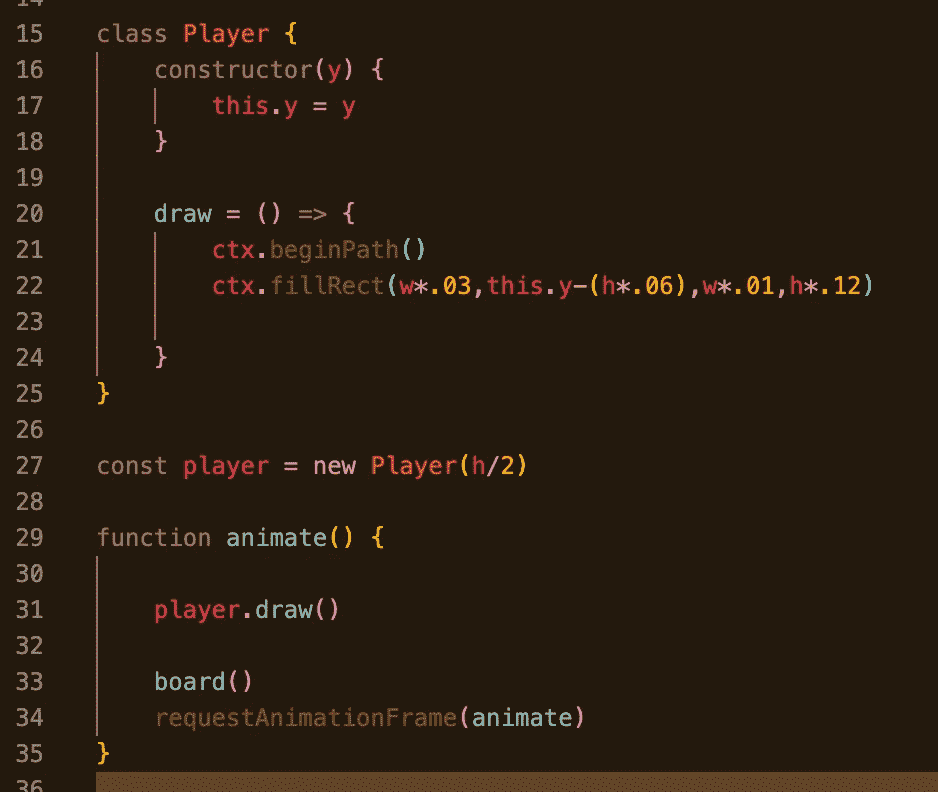 14
15 class Player {
16     constructor(y) {
17         this.y = y
18     }
19
20     draw = () => {
21         ctx.beginPath()
22         ctx.fillRect(w*.03,this.y-(h*.06),w*.01,h*.12)
23
24     }
25 }
26
27 const player = new Player(h/2)
28
29 function animate() {
30
31     player.draw()
32
33     board()
34     requestAnimationFrame(animate)
35 }
36